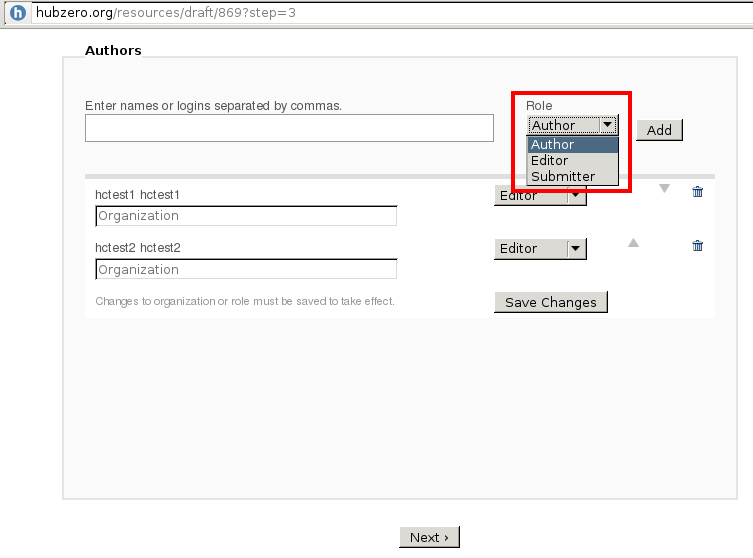 h hubzero.org/resources/draft/869?step=3
Authors
Enter names or logins separated by commas.
Role
Author
Add
Author
Editor
Submitter
hctest1 hctest1
Editor
Organization
hctest2 hctest2
Editor
Organization
Changes to organization or role must be saved to take effect.
Save Changes
Next ›